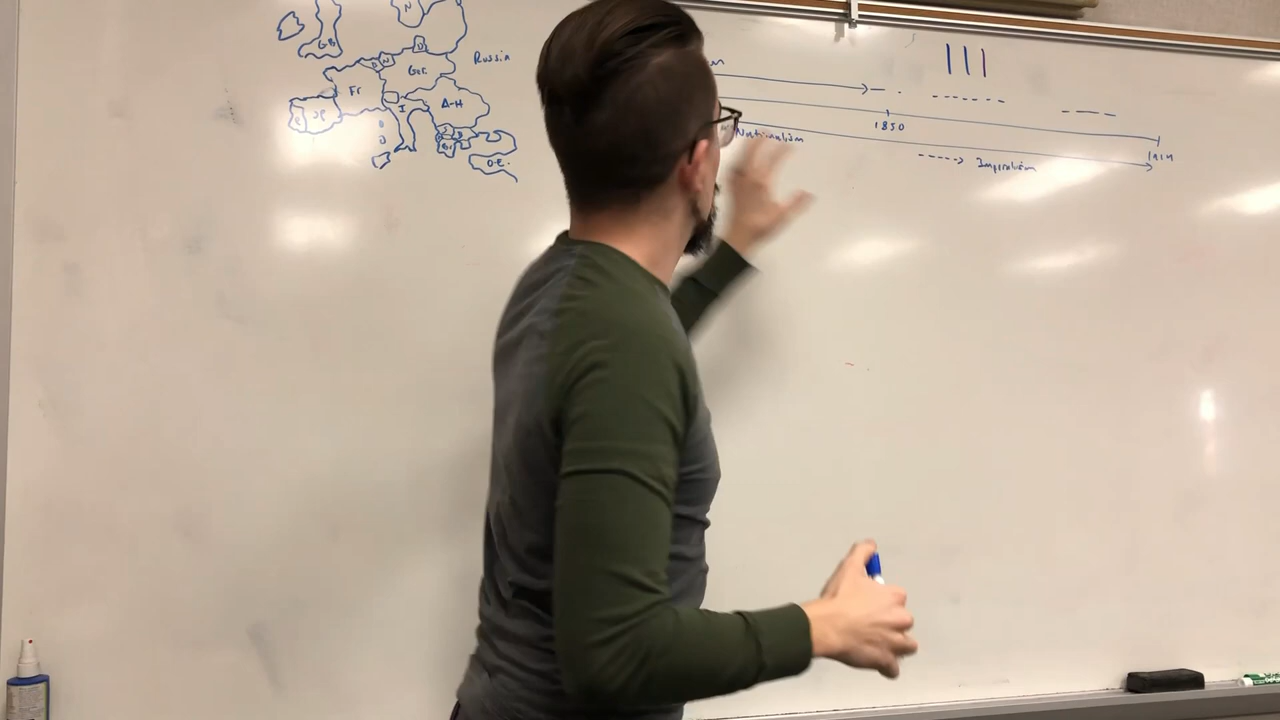 GB
N
Russia
Ger.
Fr
A-H
I
SP
P
O.E.
1850
Nationalism
1914
Imperialism